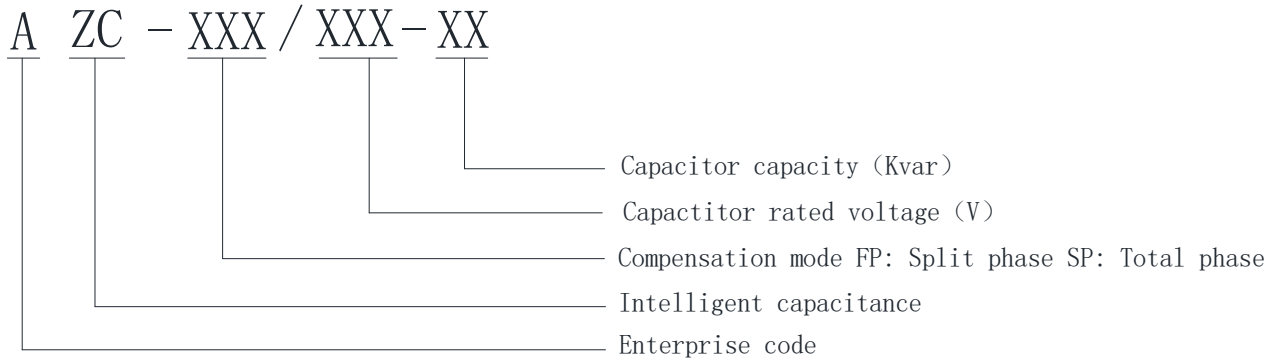 A ZC - XXX / XXX - XX
Capacitor capacity（Kvar）
Capactitor rated voltage（V）
Compensation mode FP: Split phase SP: Total phase
Intelligent capacitance
Enterprise code